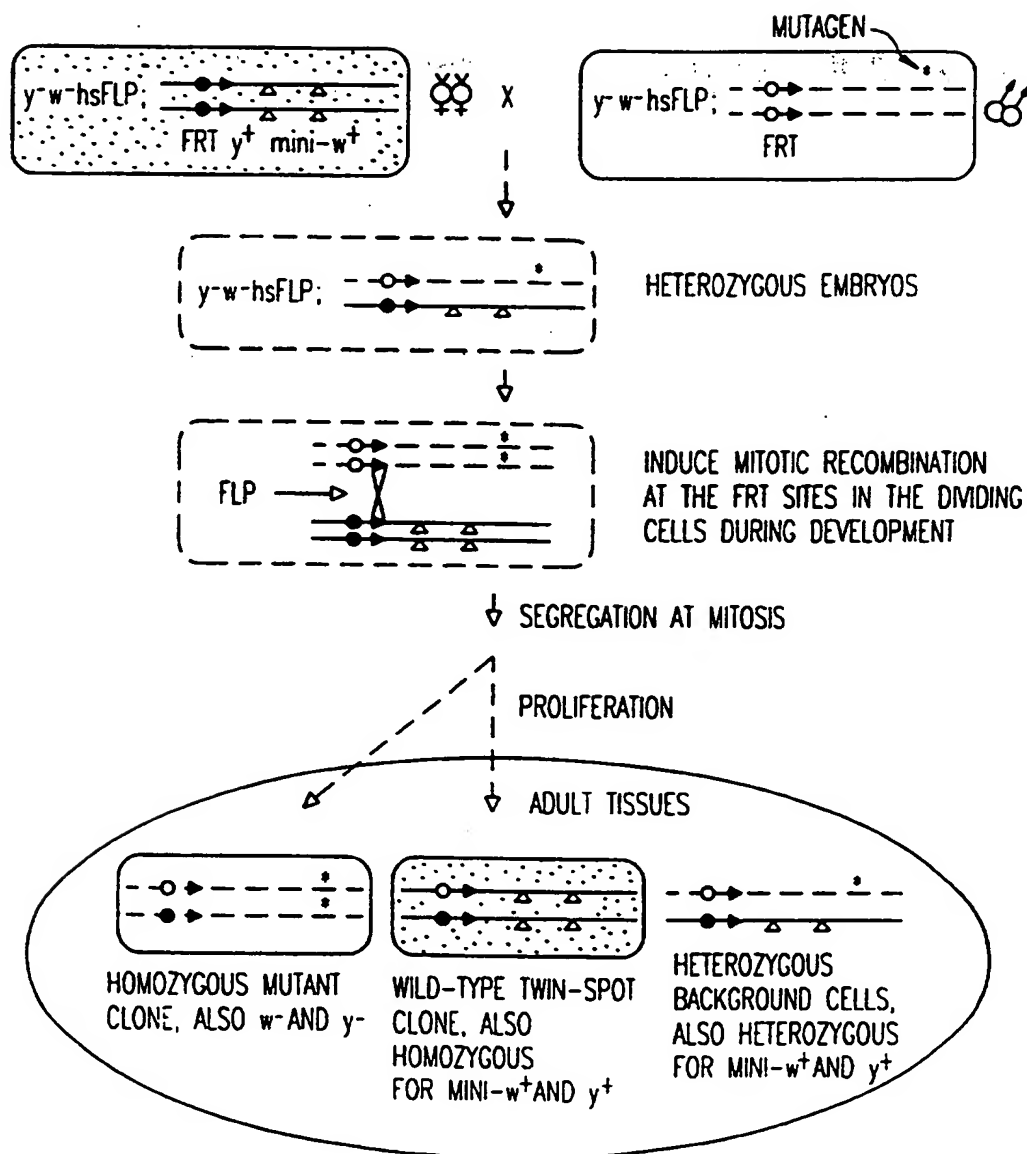 MUTAGEN
*
y-w-hsFLP;
FRT y+ mini-w+
X
y-w-hsFLP;
FRT
*
y-w-hsFLP;
HETEROZYGOUS EMBRYOS
*
*
FLP
INDUCE MITOTIC RECOMBINATION
AT THE FRT SITES IN THE DIVIDING
CELLS DURING DEVELOPMENT
SEGREGATION AT MITOSIS
PROLIFERATION
ADULT TISSUES
*
*
HOMOZYGOUS MUTANT
CLONE, ALSO w- AND y-
WILD-TYPE TWIN-SPOT
CLONE, ALSO
HOMOZYGOUS
FOR MINI-w+ AND y+
*
HETEROZYGOUS
BACKGROUND CELLS,
ALSO HETEROZYGOUS
FOR MINI-w+ AND y+